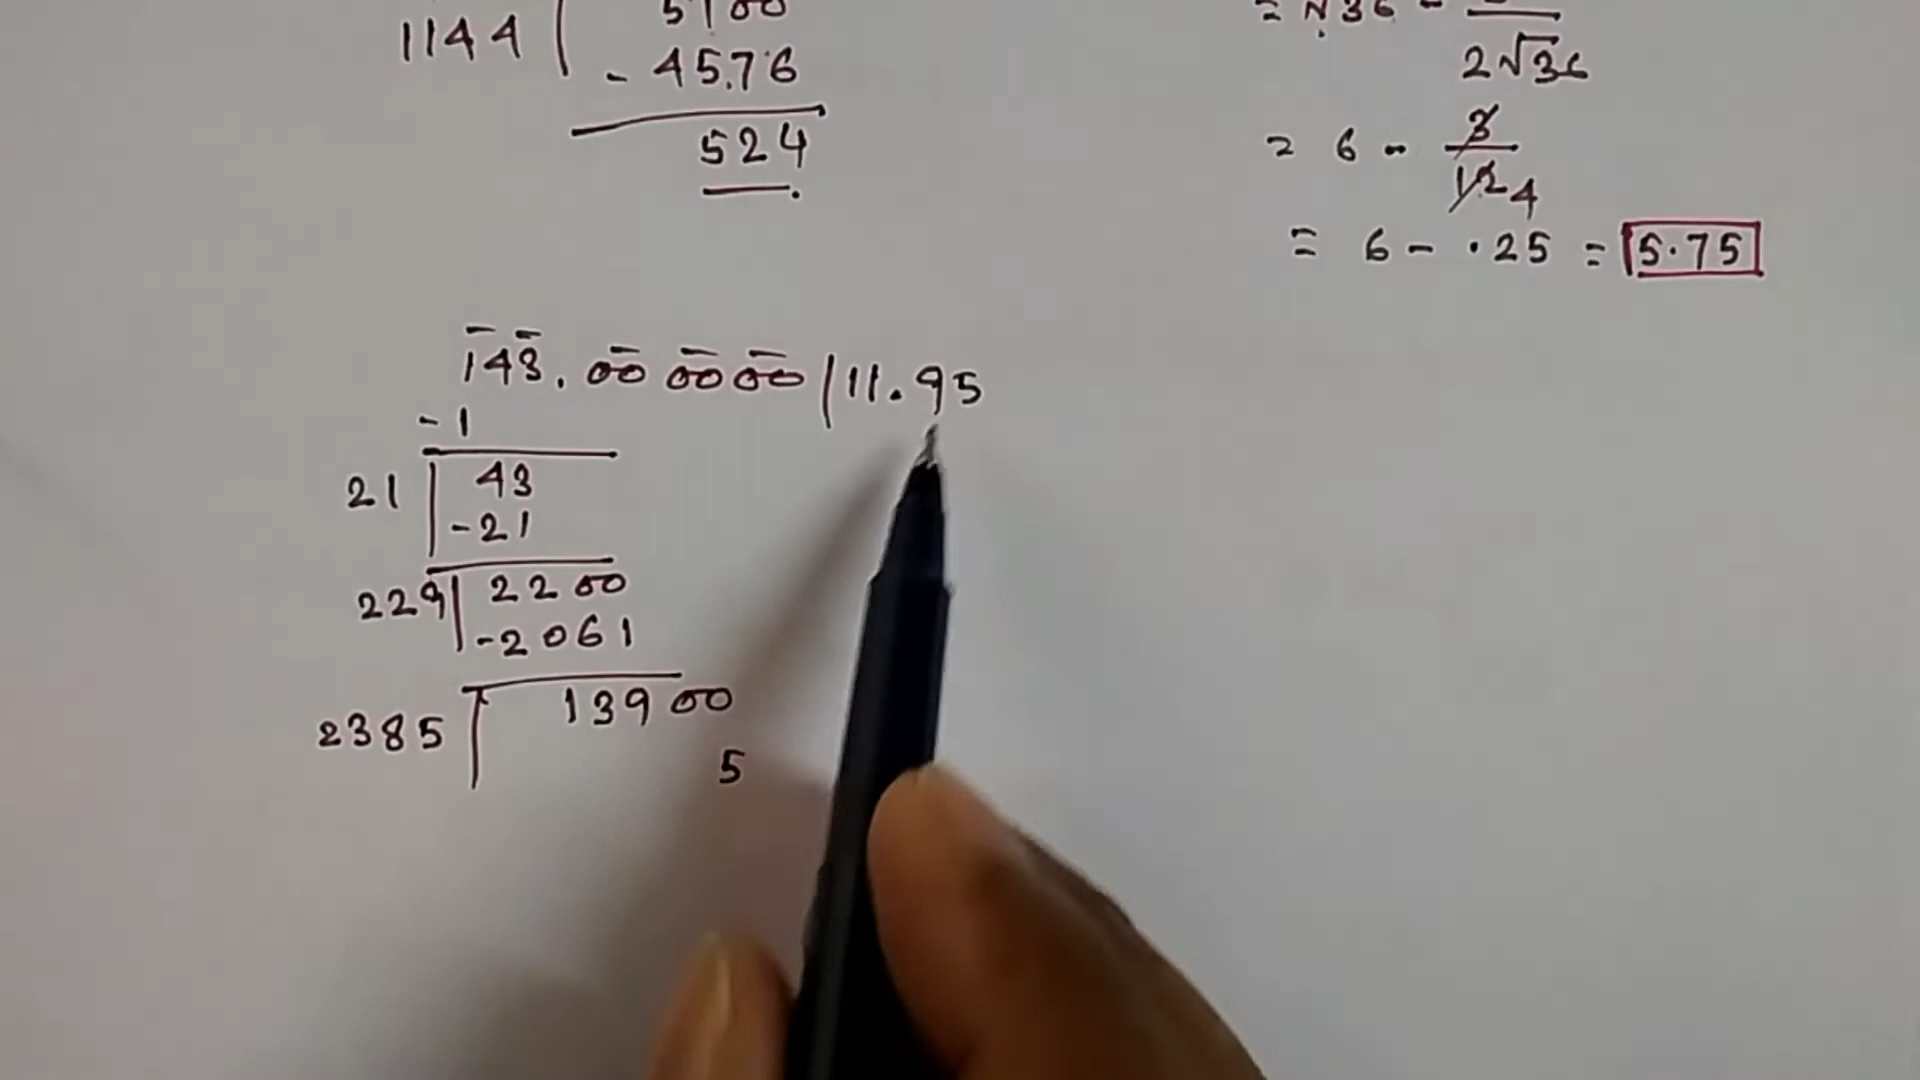 5100
1144
- 4576
524
= √36 -
2√36
= 6 - 3/12 4
= 6 - .25 = 5.75
143.00 00 00 | 11.95
-1
21 | 43
-21
229 | 2200
-2061
2385 | 13900
5